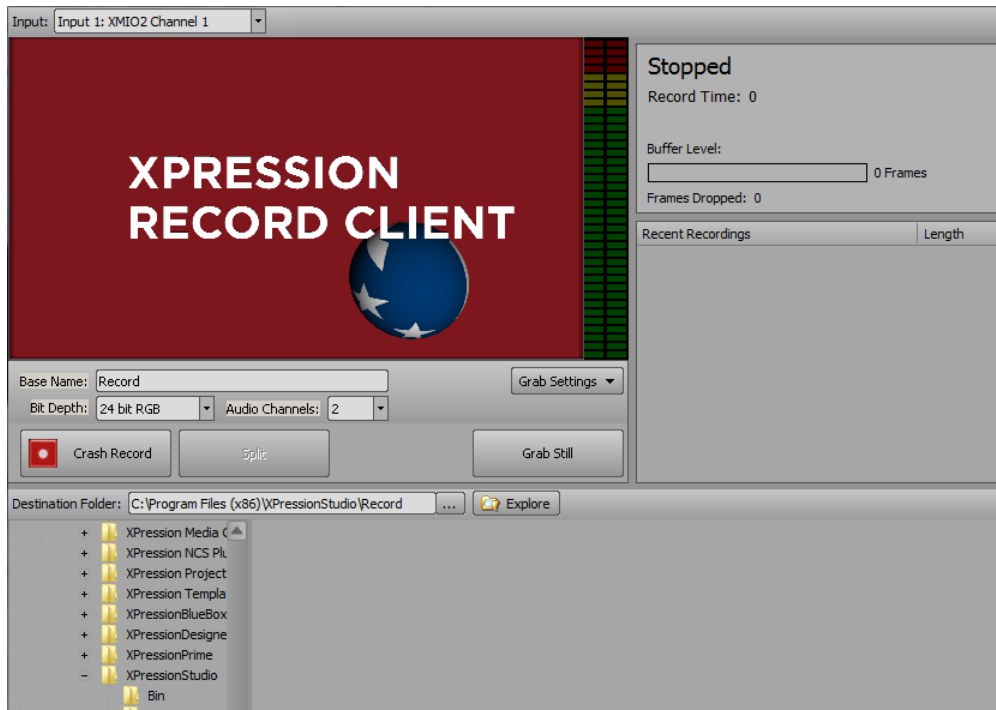 Input: Input 1: XMIO2 Channel 1
XPRESSION
RECORD CLIENT
Stopped
Record Time: 0
Buffer Level:
0 Frames
Frames Dropped: 0
Recent Recordings Length
Base Name: Record
Grab Settings
Bit Depth: 24 bit RGB Audio Channels: 2
Crash Record Split Grab Still
Destination Folder: C:\Program Files (x86)\XPressionStudio\Record ... Explore
XPression Media
XPression NCS
XPression Project
XPression Templa
XPressionBlueBox
XPressionDesigne
XPressionPrime
XPressionStudio
Bin